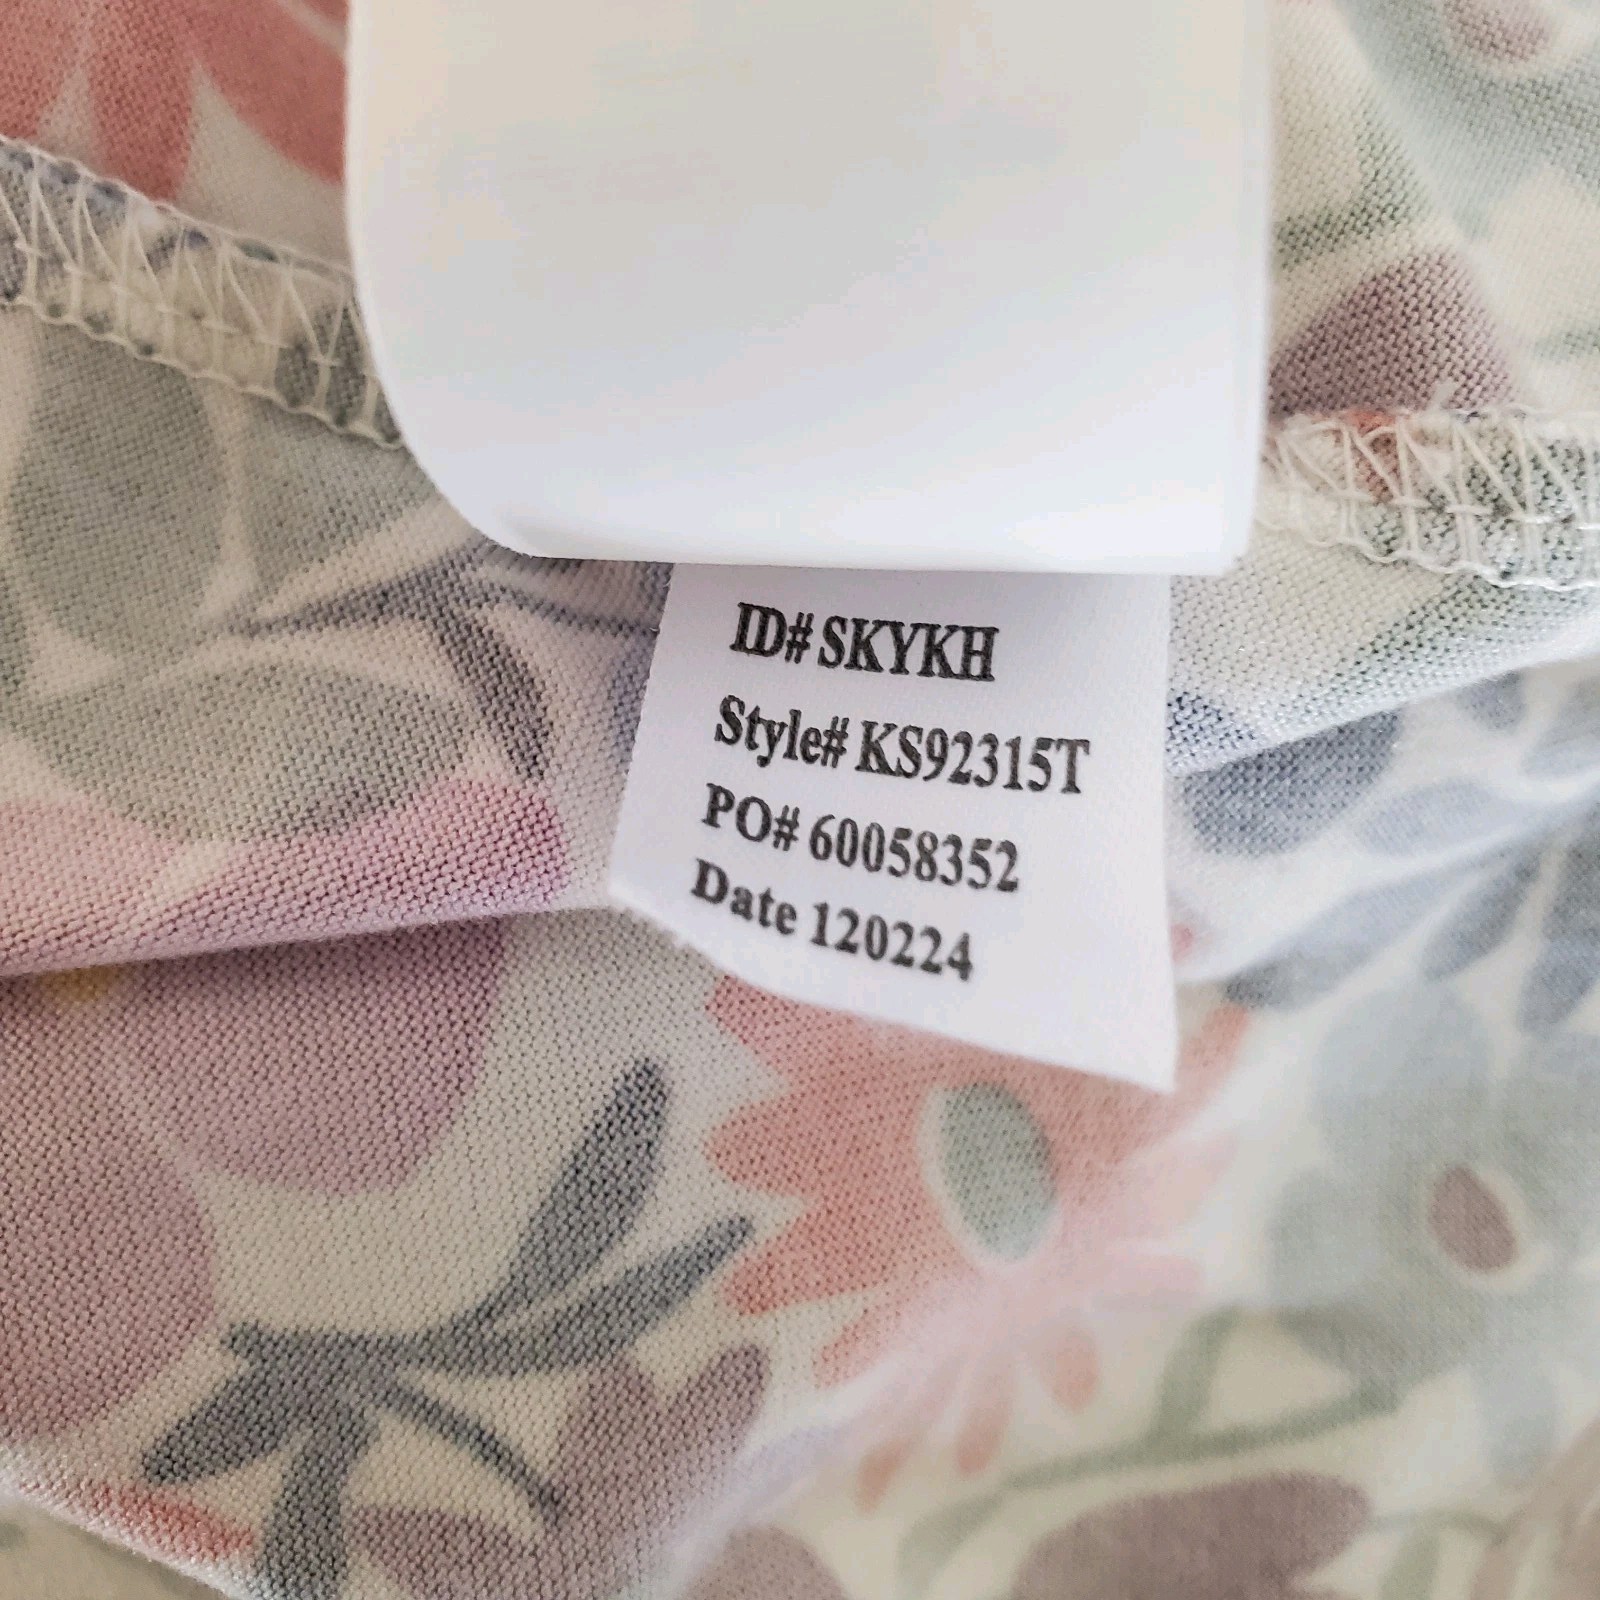 ID# SKYKH
Style# KS92315T
PO# 60058352
Date 120224